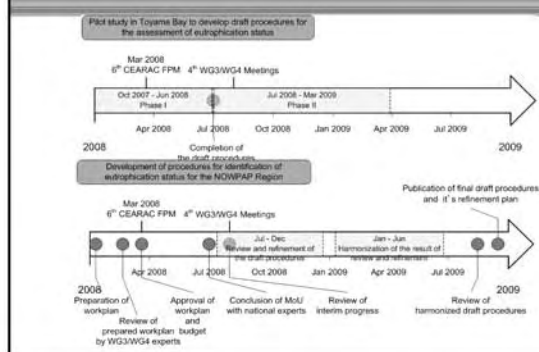 Pilot study in Toyama Bay to develop draft procedures for
the assessment of eutrophication status
Mar 2008
6th CEARAC FPM
4th WG3/WG4 Meetings
Oct 2007 - Jun 2008
Phase I
Jul 2008 - Mar 2009
Phase II
Apr 2008
Jul 2008
Oct 2008
Jan 2009
Apr 2009
Jul 2009
2008
2009
Completion of
the draft procedures
Development of procedures for identification of
eutrophication status for the NOWPAP Region
Publication of final draft procedures
and it's refinement plan
Mar 2008
6th CEARAC FPM
4th WG3/WG4 Meetings
Jul - Dec
Review and refinement of
the draft procedures
Jan - Jun
Harmonization of the result of
review and refinement
Apr 2008
Jul 2008
Oct 2008
Jan 2009
Apr 2009
Jul 2009
2008
2009
Preparation of
workplan
Review of
prepared workplan
by WG3/WG4 experts
Approval of
workplan
and
budget
Conclusion of MoU
with national experts
Review of
interim progress
Review of
harmonized draft procedures